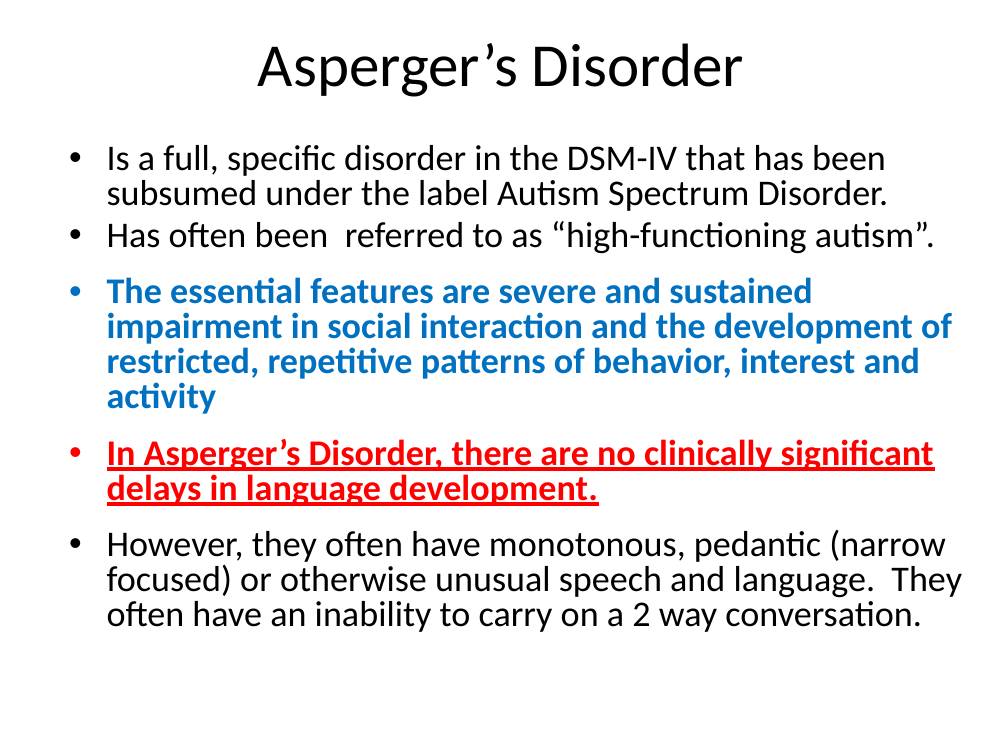 Asperger’s Disorder
• Is a full, specific disorder in the DSM-IV that has been
subsumed under the label Autism Spectrum Disorder.
• Has often been  referred to as “high-functioning autism”.
• The essential features are severe and sustained
impairment in social interaction and the development of
restricted, repetitive patterns of behavior, interest and
activity
• In Asperger’s Disorder, there are no clinically significant
delays in language development.
• However, they often have monotonous, pedantic (narrow
focused) or otherwise unusual speech and language.  They
often have an inability to carry on a 2 way conversation.